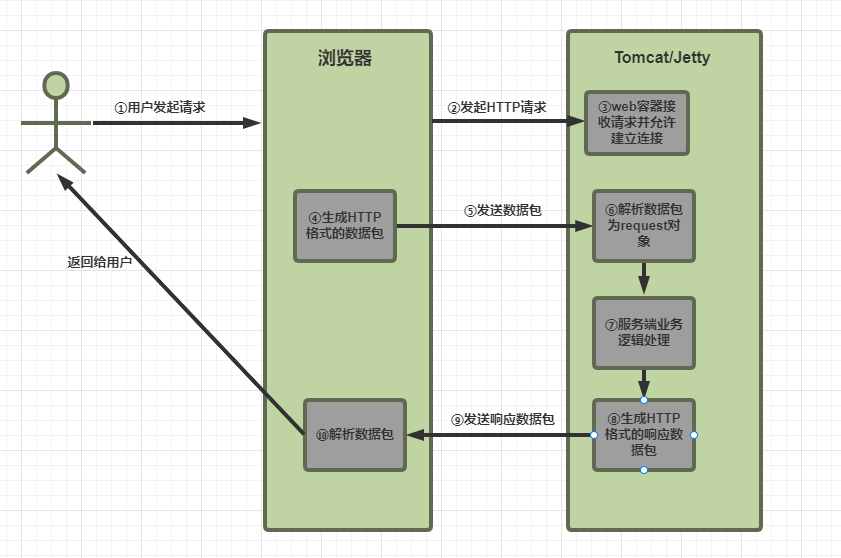 浏览器
Tomcat/Jetty
①用户发起请求
②发起HTTP请求
③web容器接
收请求并允许
建立连接
④生成HTTP
格式的数据包
⑤发送数据包
⑥解析数据包
为request对
象
返回给用户
⑦服务端业务
逻辑处理
⑧生成HTTP
格式的响应数
据包
⑨发送响应数据包
⑩解析数据包